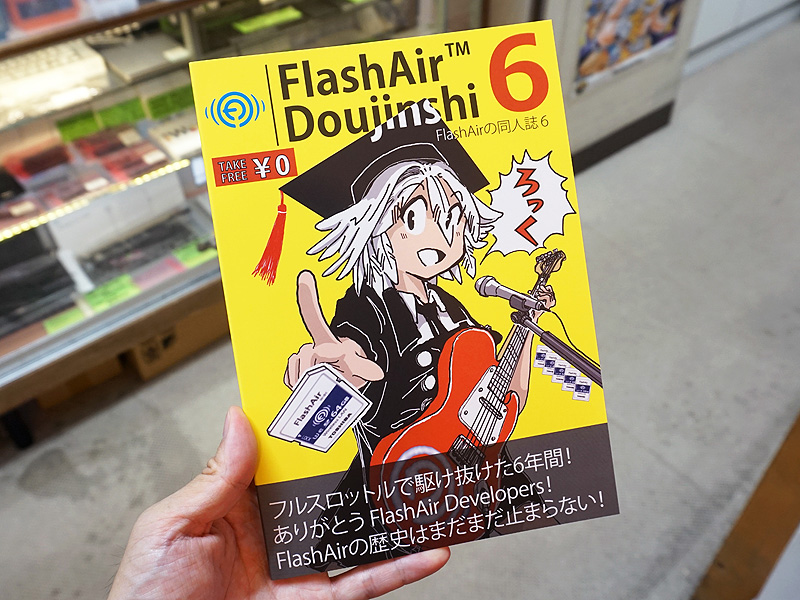 FlashAir™
Doujinshi 6
FlashAirの同人誌 6
TAKE FREE ¥0
ろっく
FlashAir
64GB
TOSHIBA
フルスロットルで駆け抜けた6年間!
ありがとう FlashAir Developers!
FlashAirの歴史はまだまだ止まらない!